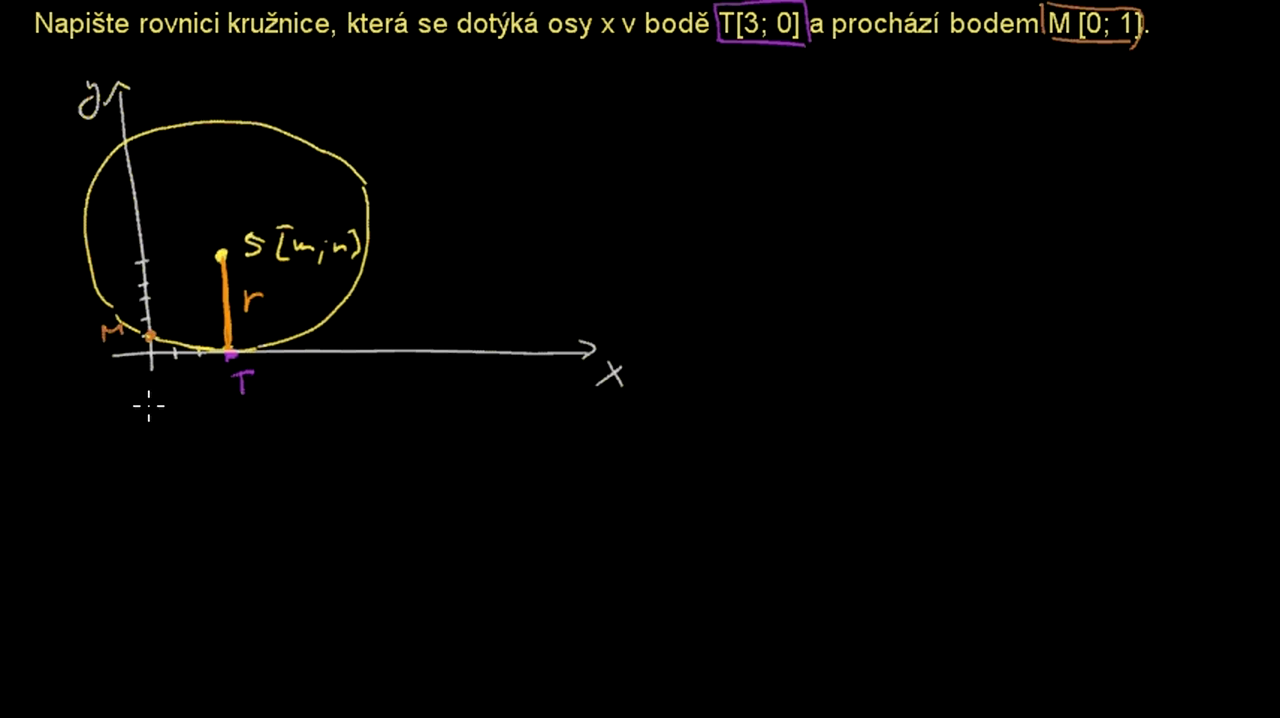 Napište rovnici kružnice, která se dotýká osy x v bodě T[3; 0] a prochází bodem M [0; 1].
y
S [m; n]
r
M
T
x